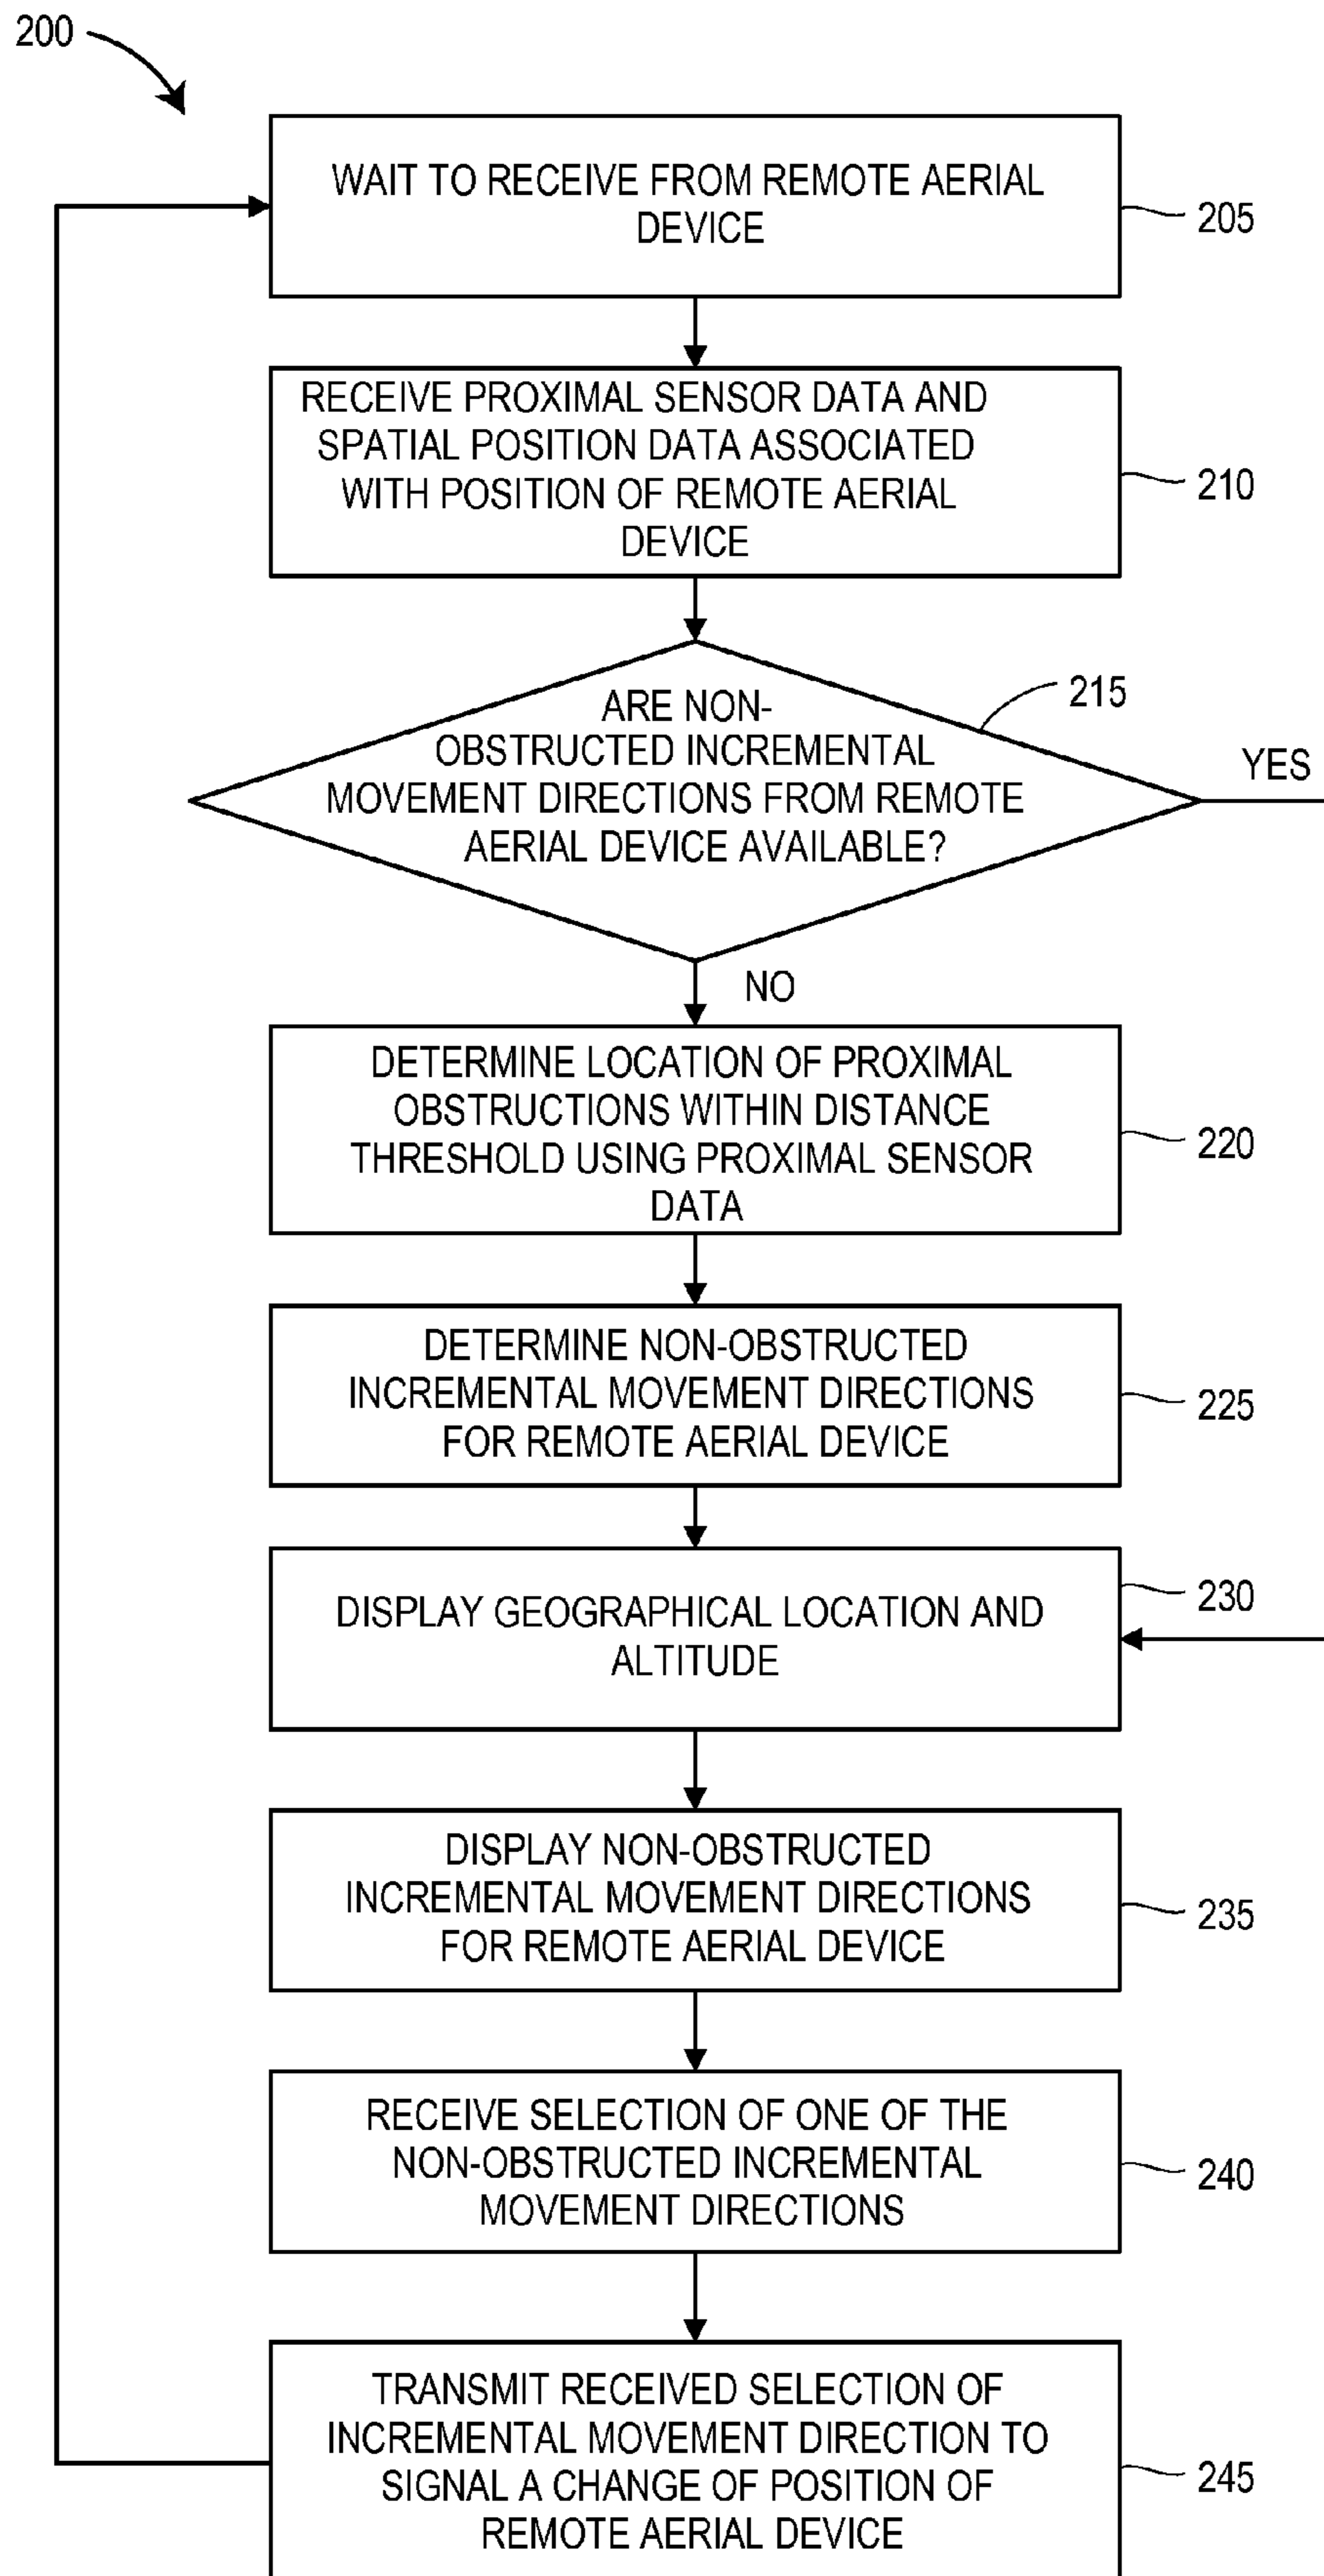 200
WAIT TO RECEIVE FROM REMOTE AERIAL
DEVICE
205
RECEIVE PROXIMAL SENSOR DATA AND
SPATIAL POSITION DATA ASSOCIATED
WITH POSITION OF REMOTE AERIAL
DEVICE
210
ARE NON-
OBSTRUCTED INCREMENTAL
MOVEMENT DIRECTIONS FROM REMOTE
AERIAL DEVICE AVAILABLE?
215
YES
NO
DETERMINE LOCATION OF PROXIMAL
OBSTRUCTIONS WITHIN DISTANCE
THRESHOLD USING PROXIMAL SENSOR
DATA
220
DETERMINE NON-OBSTRUCTED
INCREMENTAL MOVEMENT DIRECTIONS
FOR REMOTE AERIAL DEVICE
225
DISPLAY GEOGRAPHICAL LOCATION AND
ALTITUDE
230
DISPLAY NON-OBSTRUCTED
INCREMENTAL MOVEMENT DIRECTIONS
FOR REMOTE AERIAL DEVICE
235
RECEIVE SELECTION OF ONE OF THE
NON-OBSTRUCTED INCREMENTAL
MOVEMENT DIRECTIONS
240
TRANSMIT RECEIVED SELECTION OF
INCREMENTAL MOVEMENT DIRECTION TO
SIGNAL A CHANGE OF POSITION OF
REMOTE AERIAL DEVICE
245